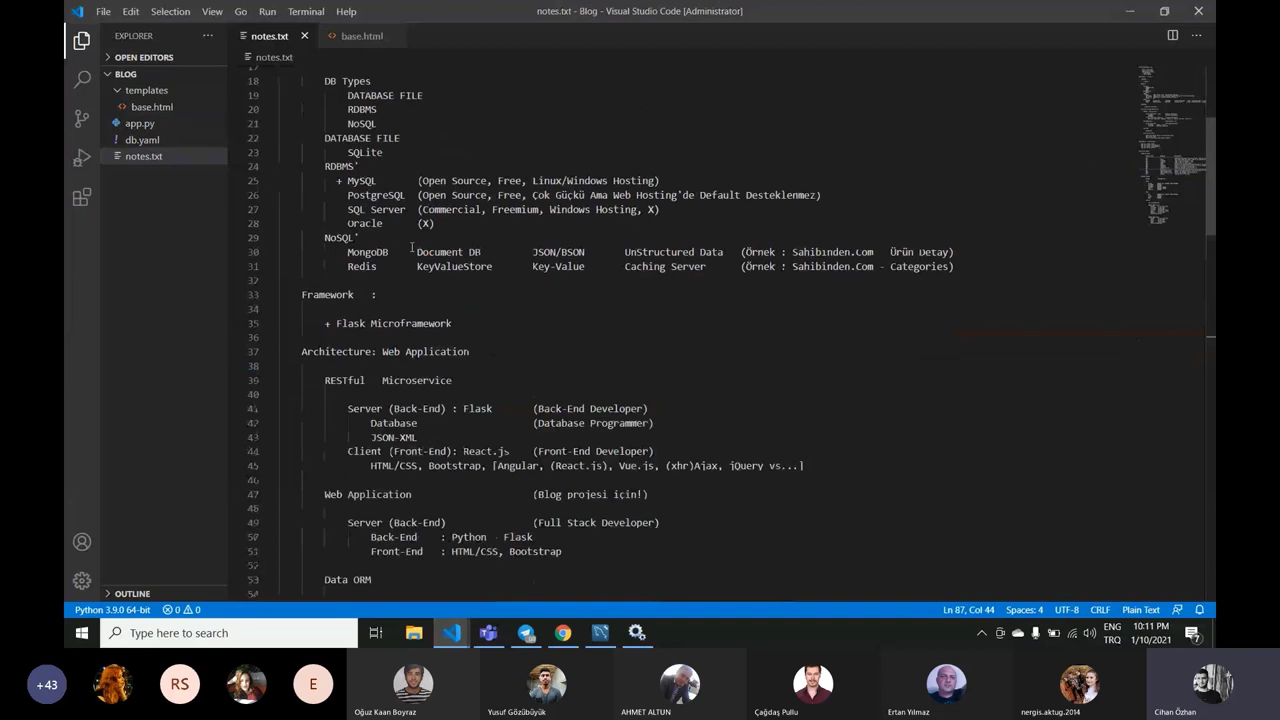 File Edit Selection View Go Run Terminal Help
notes.txt - Blog - Visual Studio Code [Administrator]
EXPLORER
notes.txt
base.html
OPEN EDITORS
notes.txt
BLOG
templates
base.html
app.py
db.yaml
notes.txt
18 DB Types
19 DATABASE FILE
20 RDBMS
21 NoSQL
22 DATABASE FILE
23 SQLite
24 RDBMS'
25 + MySQL (Open Source, Free, Linux/Windows Hosting)
26 PostgreSQL (Open Source, Free, Çok Güçkü Ama Web Hosting'de Default Desteklenmez)
27 SQL Server (Commercial, Freemium, Windows Hosting, X)
28 Oracle (X)
29 NoSQL'
30 MongoDB Document DB JSON/BSON UnStructured Data (Örnek : Sahibinden.Com Ürün Detay)
31 Redis KeyValueStore Key-Value Caching Server (Örnek : Sahibinden.Com - Categories)
32
33 Framework :
34
35 + Flask Microframework
36
37 Architecture: Web Application
38
39 RESTful Microservice
40
41 Server (Back-End) : Flask (Back-End Developer)
42 Database (Database Programmer)
43 JSON-XML
44 Client (Front-End): React.js (Front-End Developer)
45 HTML/CSS, Bootstrap, [Angular, (React.js), Vue.js, (xhr)Ajax, jQuery vs...]
46
47 Web Application (Blog projesi için!)
48
49 Server (Back-End) (Full Stack Developer)
50 Back-End : Python - Flask
51 Front-End : HTML/CSS, Bootstrap
52
53 Data ORM
54
OUTLINE
Python 3.9.0 64-bit 0 0
Ln 87, Col 44 Spaces: 4 UTF-8 CRLF Plain Text
Type here to search
ENG 10:11 PM
TRQ 1/10/2021
7
+43
RS
E
Oğuz Kaan Boyraz
Yusuf Gözübüyük
AHMET ALTUN
Çağdaş Pullu
Ertan Yılmaz
nergis.aktug.2014
Cihan Özhan